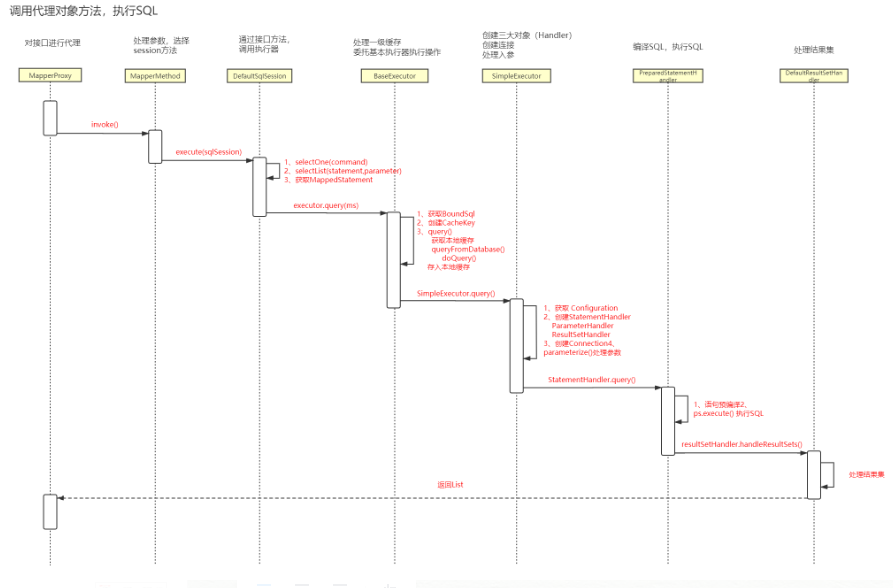 调用代理对象方法，执行SQL
对接口进行代理
处理参数，选择
session方法
通过接口方法，
调用执行器
处理一级缓存
委托基本执行器执行操作
创建三大对象（Handler）
创建连接
处理入参
编译SQL，执行SQL
处理结果集
MapperProxy
MapperMethod
DefaultSqlSession
BaseExecutor
SimpleExecutor
PreparedStatementH
andler
DefaultResultSetHan
dler
invoke()
execute(sqlSession)
1、selectOne(command)
2、selectList(statement,parameter)
3、获取MappedStatement
executor.query(ms)
1、获取BoundSql
2、创建CacheKey
3、query()
获取本地缓存
queryFromDatabase()
doQuery()
存入本地缓存
SimpleExecutor.query()
1、获取 Configuration
2、创建StatementHandler
ParameterHandler
ResultSetHandler
3、创建Connection4、
parameterize()处理参数
StatementHandler.query()
1、语句预编译2、
ps.execute() 执行SQL
resultSetHandler.handleResultSets()
处理结果集
返回List